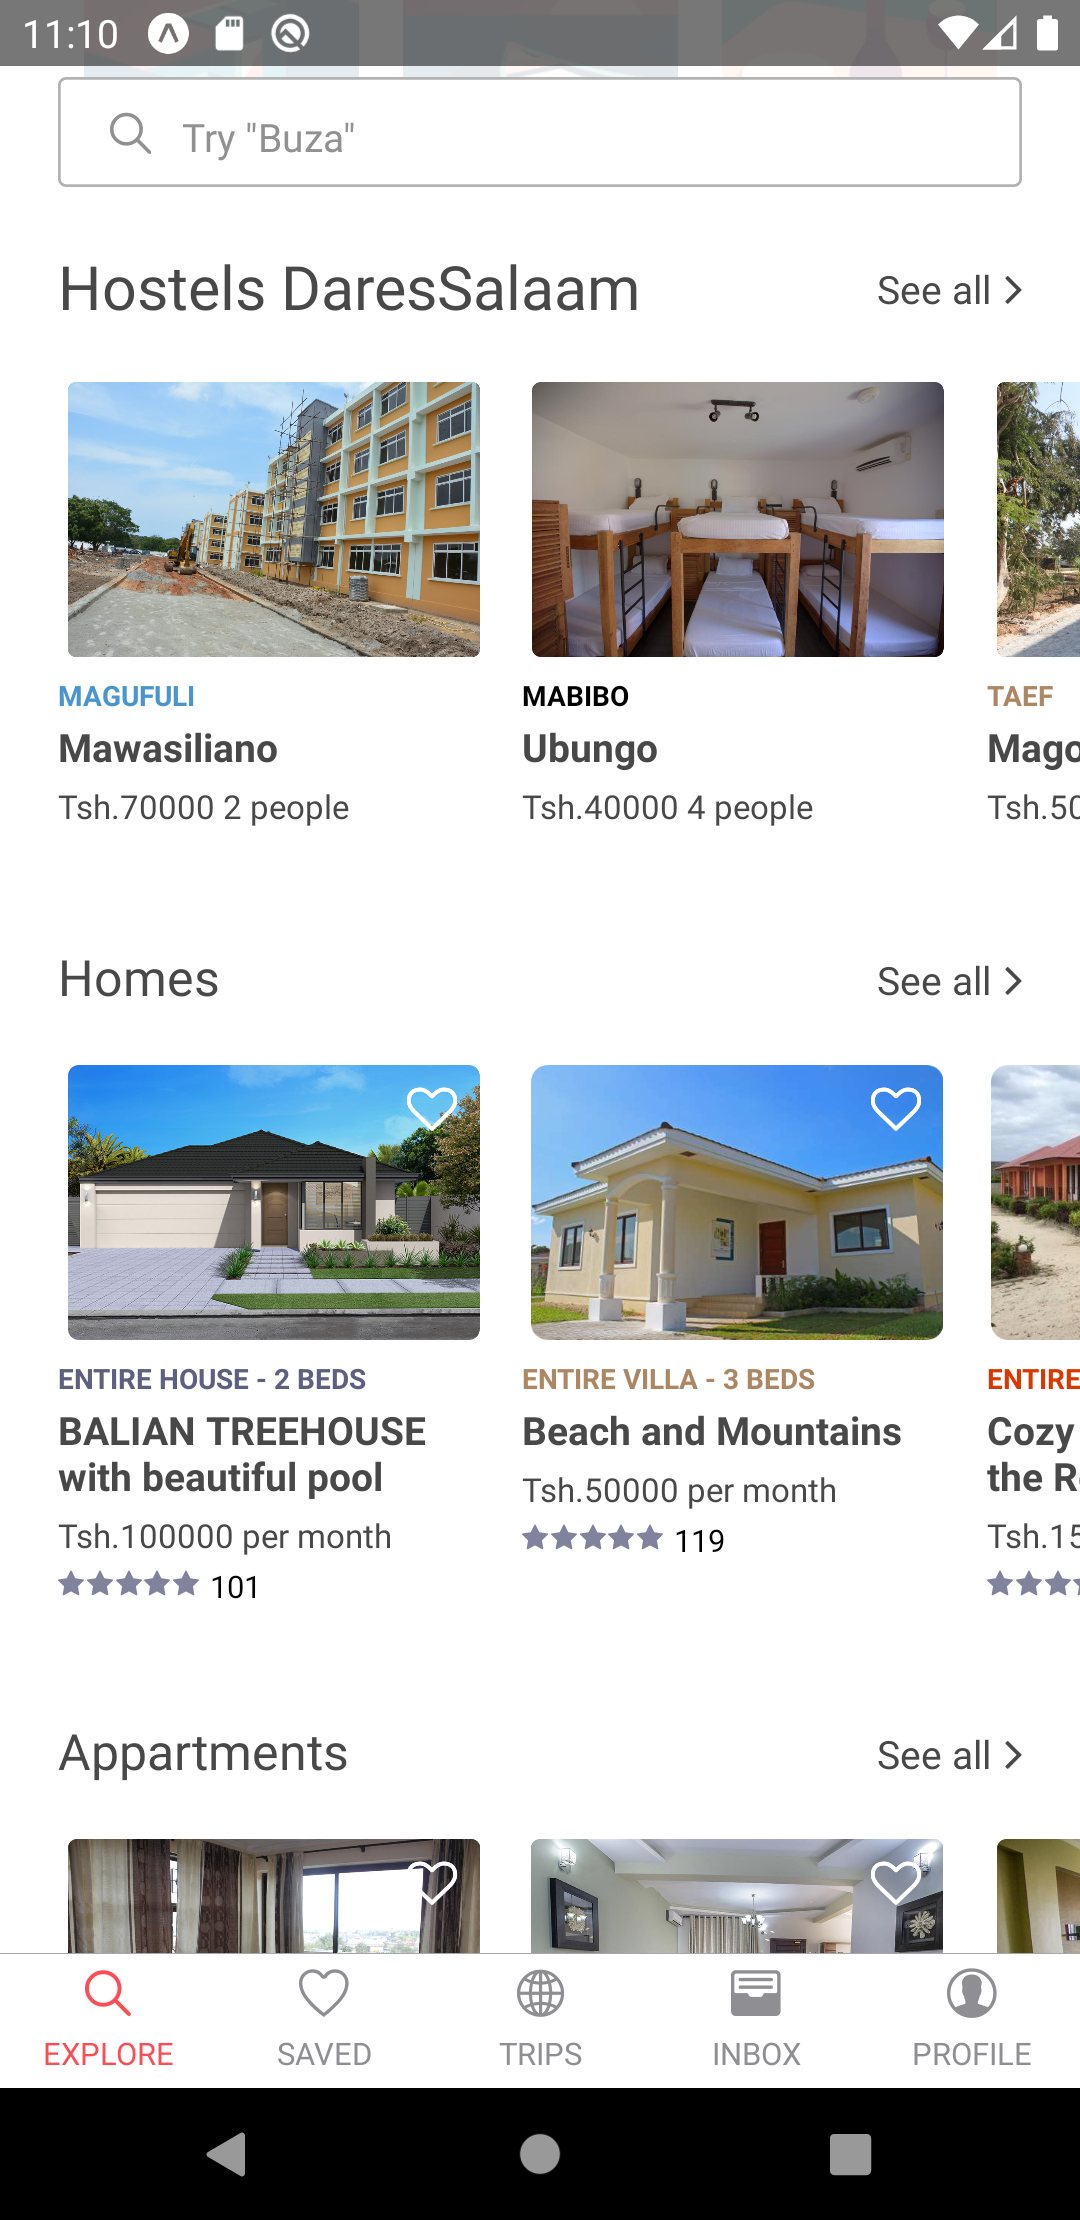 11:10
Try "Buza"
Hostels DaresSalaam
See all
MAGUFULI
Mawasiliano
Tsh.70000 2 people
MABIBO
Ubungo
Tsh.40000 4 people
TAEF
Mago
Tsh.50
Homes
See all
ENTIRE HOUSE - 2 BEDS
BALIAN TREEHOUSE
with beautiful pool
Tsh.100000 per month
101
ENTIRE VILLA - 3 BEDS
Beach and Mountains
Tsh.50000 per month
119
ENTIRE
Cozy
the R
Tsh.15
Appartments
See all
EXPLORE
SAVED
TRIPS
INBOX
PROFILE